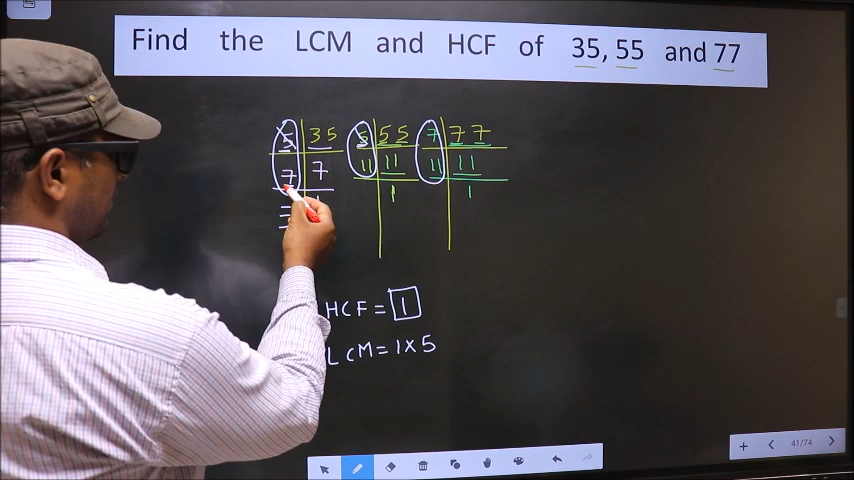 Find the LCM and HCF of 35, 55 and 77
5 35 5 55 7 77
7 7 11 11 11 11
1 1
HCF = 1
LCM = 1 × 5
41/74